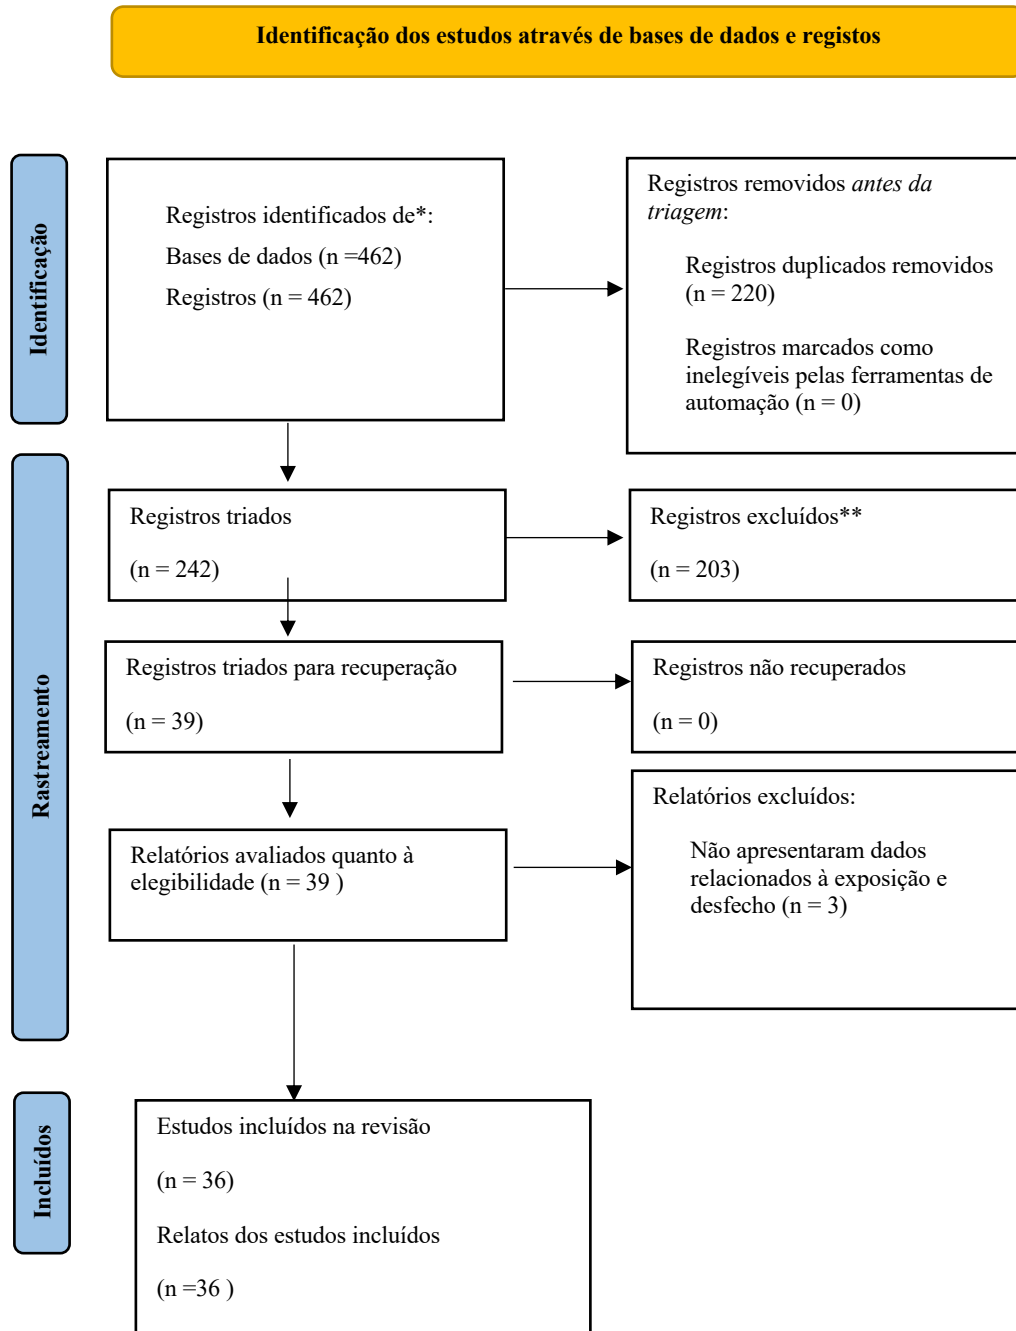 Identificação dos estudos através de bases de dados e registos
Identificação
Registros identificados de*:
Bases de dados (n =462)
Registros (n = 462)
Registros removidos antes da
triagem:
Registros duplicados removidos
(n = 220)
Registros marcados como
inelegíveis pelas ferramentas de
automação (n = 0)
Rastreamento
Registros triados
(n = 242)
Registros excluídos**
(n = 203)
Registros triados para recuperação
(n = 39)
Registros não recuperados
(n = 0)
Relatórios avaliados quanto à
elegibilidade (n = 39 )
Relatórios excluídos:
Não apresentaram dados
relacionados à exposição e
desfecho (n = 3)
Incluídos
Estudos incluídos na revisão
(n = 36)
Relatos dos estudos incluídos
(n =36 )